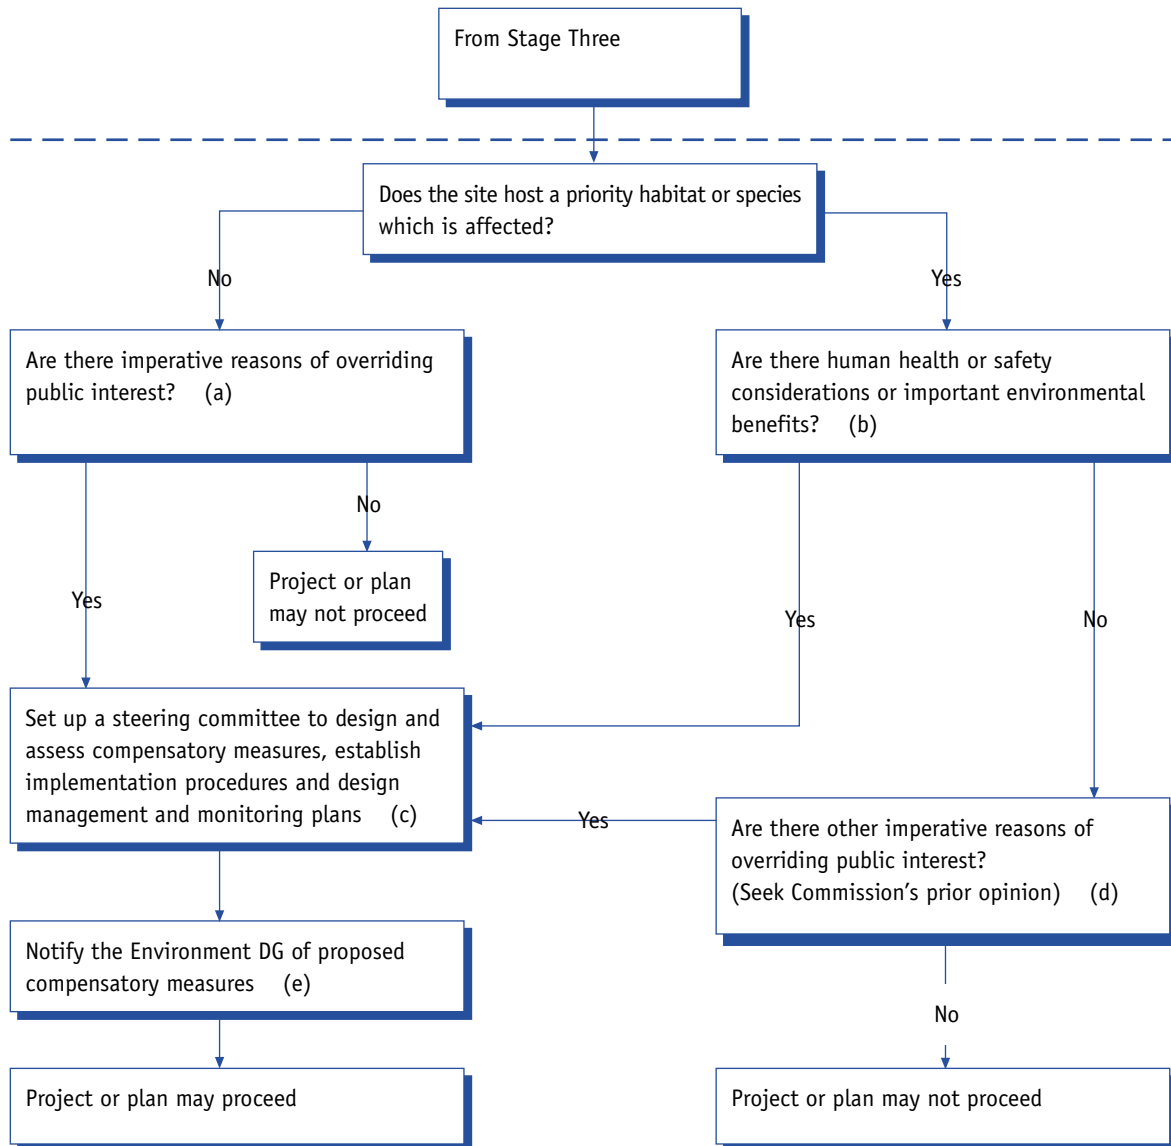 From Stage Three
Does the site host a priority habitat or species
which is affected?
No
Yes
Are there imperative reasons of overriding
public interest? (a)
Are there human health or safety
considerations or important environmental
benefits? (b)
No
Project or plan
may not proceed
Yes
Yes
No
Set up a steering committee to design and
assess compensatory measures, establish
implementation procedures and design
management and monitoring plans (c)
Yes
Are there other imperative reasons of
overriding public interest?
(Seek Commission's prior opinion) (d)
Notify the Environment DG of proposed
compensatory measures (e)
No
Project or plan may proceed
Project or plan may not proceed